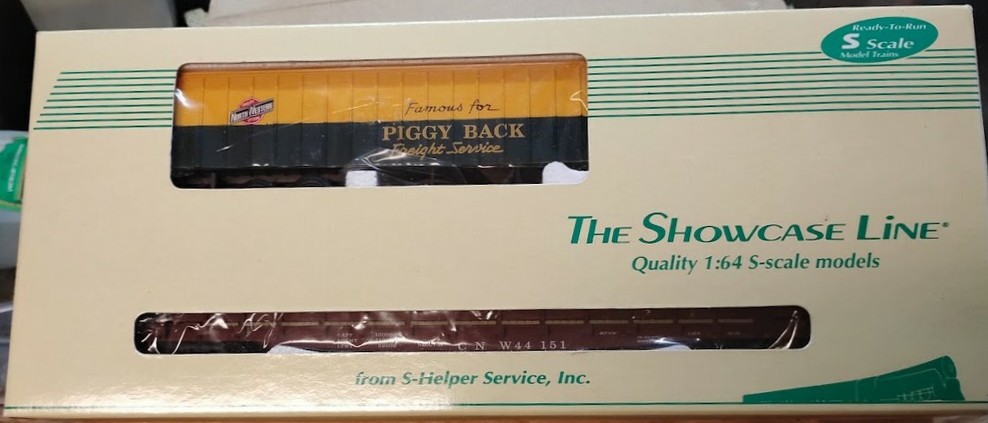 Ready-To-Run
S Scale
Model Trains
NORTH WESTERN
Famous for
PIGGY BACK
Freight Service
THE SHOWCASE LINE®
Quality 1:64 S-scale models
C N W44 151
from S-Helper Service, Inc.